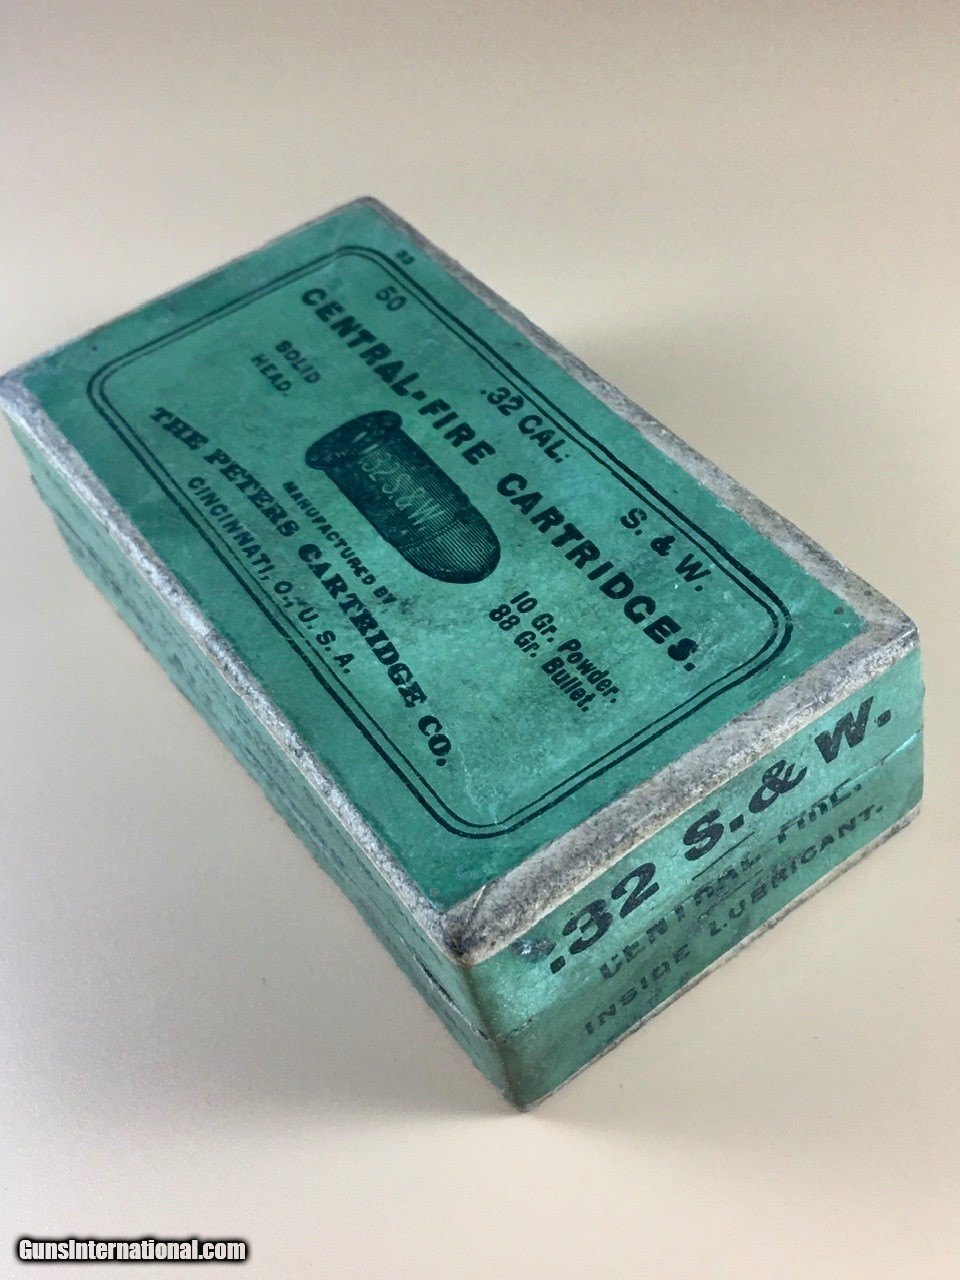 50 .32 CAL. S. & W.
CENTRAL-FIRE CARTRIDGES.
SOLID
HEAD.
.32 S.&W.
10 Gr. Powder.
88 Gr. Bullet.
MANUFACTURED BY
THE PETERS CARTRIDGE CO.
CINCINNATI, O., U. S. A.
.32 S. & W.
CENTRAL FIRE.
INSIDE LUBRICANT.
GunsInternational.com